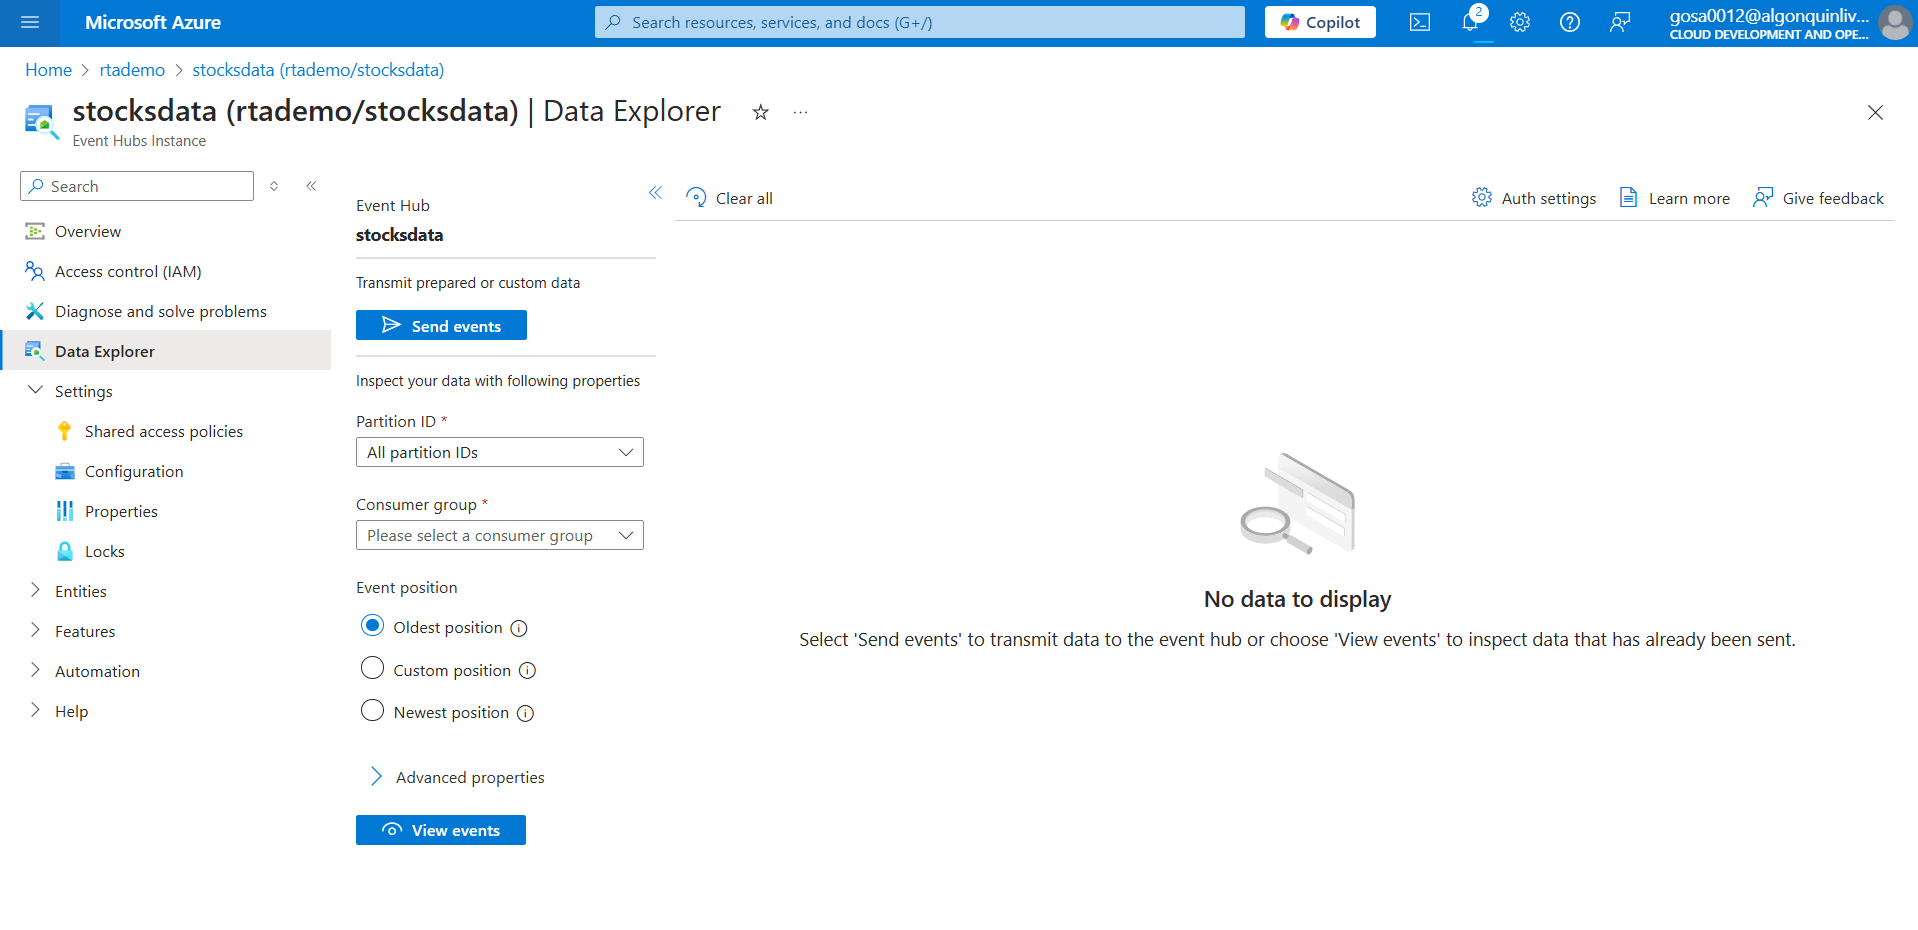 Microsoft Azure
Search resources, services, and docs (G+/)
Copilot
2
gosa0012@algonquinliv...
CLOUD DEVELOPMENT AND OPE...
Home > rtademo > stocksdata (rtademo/stocksdata)
stocksdata (rtademo/stocksdata) | Data Explorer
Event Hubs Instance
Search
Overview
Access control (IAM)
Diagnose and solve problems
Data Explorer
Settings
Shared access policies
Configuration
Properties
Locks
Entities
Features
Automation
Help
Event Hub
stocksdata
Transmit prepared or custom data
Send events
Inspect your data with following properties
Partition ID *
All partition IDs
Consumer group *
Please select a consumer group
Event position
Oldest position
Custom position
Newest position
Advanced properties
View events
Clear all
Auth settings
Learn more
Give feedback
No data to display
Select 'Send events' to transmit data to the event hub or choose 'View events' to inspect data that has already been sent.